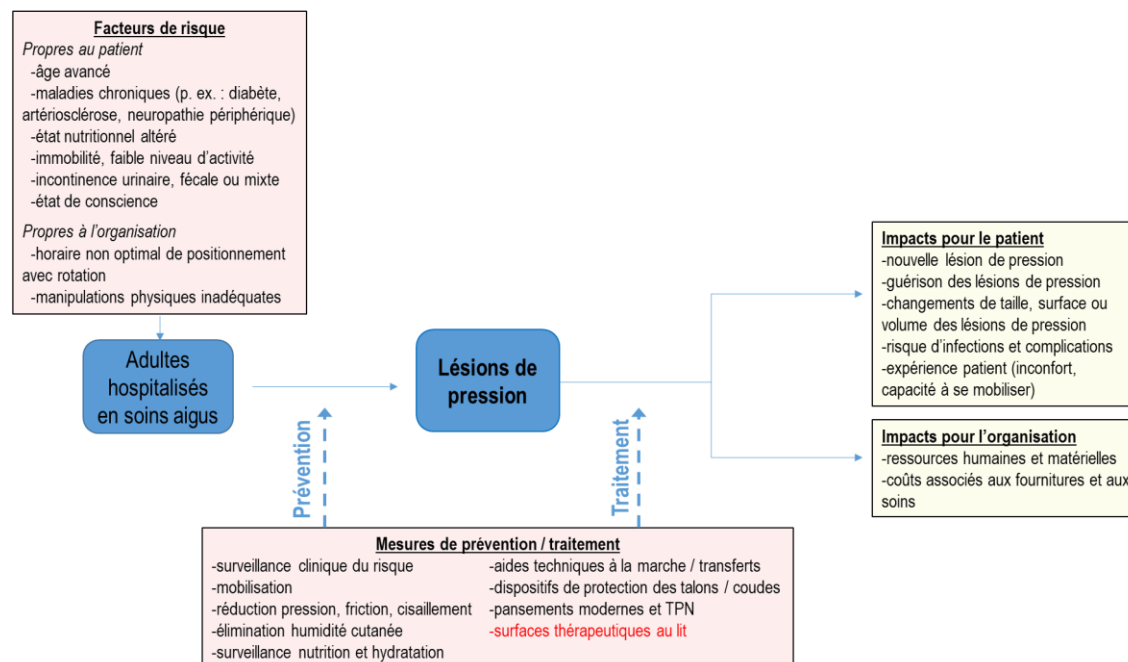 Facteurs de risque
Propres au patient
-âge avancé
-maladies chroniques (p. ex. : diabète,
artériosclérose, neuropathie périphérique)
-état nutritionnel altéré
-immobilité, faible niveau d’activité
-incontinence urinaire, fécale ou mixte
-état de conscience
Propres à l’organisation
-horaire non optimal de positionnement
avec rotation
-manipulations physiques inadéquates
Adultes
hospitalisés
en soins aigus
Prévention
Lésions de
pression
Traitement
Impacts pour le patient
-nouvelle lésion de pression
-guérison des lésions de pression
-changements de taille, surface ou
volume des lésions de pression
-risque d’infections et complications
-expérience patient (inconfort,
capacité à se mobiliser)
Impacts pour l’organisation
-ressources humaines et matérielles
-coûts associés aux fournitures et aux
soins
Mesures de prévention / traitement
-surveillance clinique du risque
-mobilisation
-réduction pression, friction, cisaillement
-élimination humidité cutanée
-surveillance nutrition et hydratation
-aides techniques à la marche / transferts
-dispositifs de protection des talons / coudes
-pansements modernes et TPN
-surfaces thérapeutiques au lit